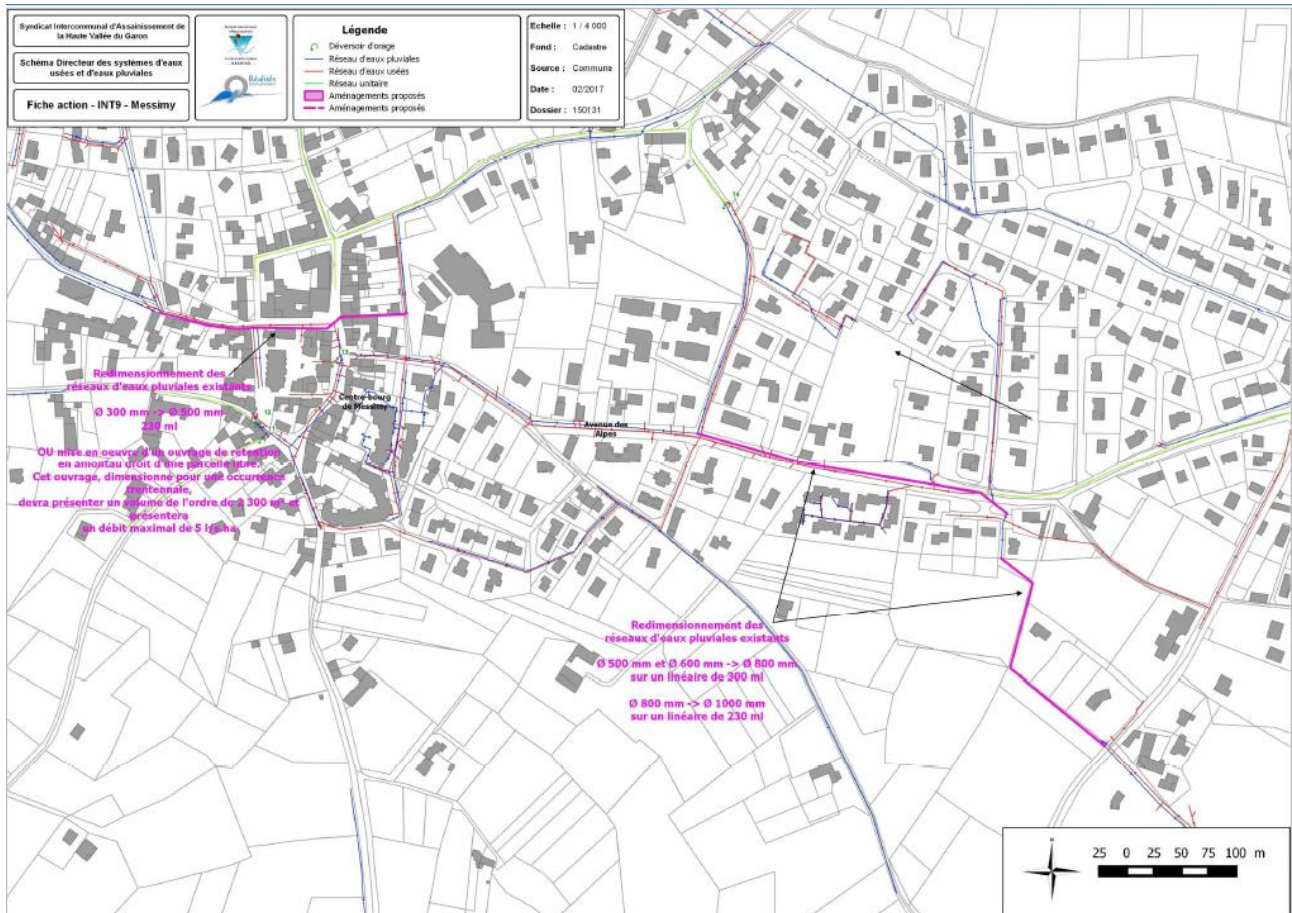 Syndicat Intercommunal d'Assainissement de
la Haute Vallée du Garon
Schéma Directeur des systèmes d'eaux
usées et d'eaux pluviales
Fiche action - INT9 - Messimy
Réalités
Légende
Déversoir d'orage
Réseau d'eaux pluviales
Réseau d'eaux usées
Réseau unitaire
Aménagements proposés
Aménagements proposés
Echelle : 1 / 4 000
Fond : Cadastre
Source : Commune
Date : 02/2017
Dossier : 150131
14
13
12
11
Redimensionnement des
réseaux d'eaux pluviales existants
Ø 300 mm -> Ø 500 mm
230 ml
OU mise en oeuvre d'un ouvrage de rétention
en amontau droit d'une parcelle libre.
Cet ouvrage, dimensionné pour une occurrence
trentennale,
devra présenter un volume de l'ordre de 2 300 m³ et
présentera
un débit maximal de 5 l/s.ha
Centre-bourg
de Messimy
Avenue des
Alpes
Redimensionnement des
réseaux d'eaux pluviales existants
Ø 500 mm et Ø 600 mm -> Ø 800 mm
sur un linéaire de 300 ml
Ø 800 mm -> Ø 1000 mm
sur un linéaire de 230 ml
25 0 25 50 75 100 m